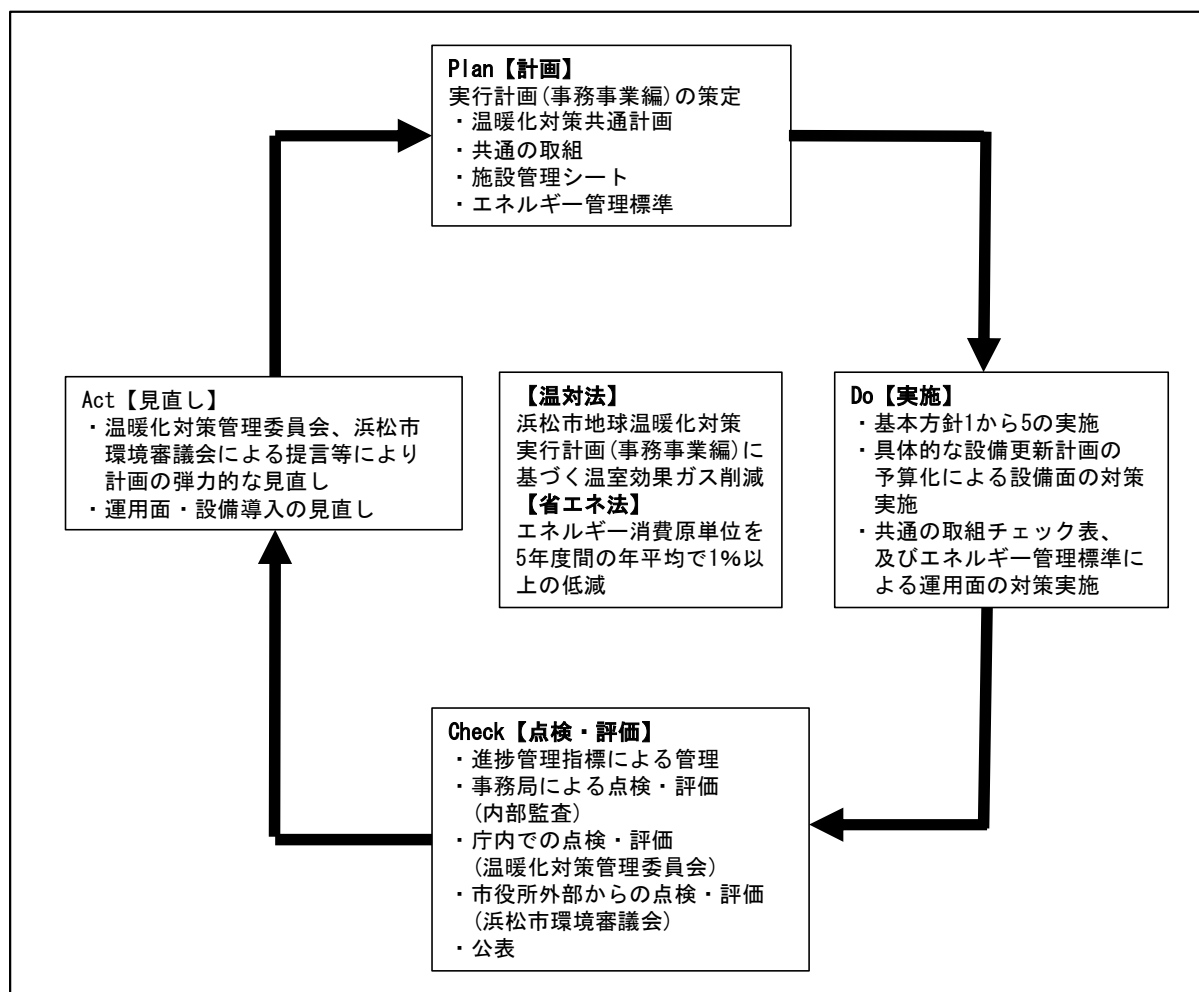 Plan【計画】
実行計画(事務事業編)の策定
・温暖化対策共通計画
・共通の取組
・施設管理シート
・エネルギー管理標準
Act【見直し】
・温暖化対策管理委員会、浜松市
環境審議会による提言等により
計画の弾力的な見直し
・運用面・設備導入の見直し
【温対法】
浜松市地球温暖化対策
実行計画(事務事業編)に
基づく温室効果ガス削減
【省エネ法】
エネルギー消費原単位を
5年度間の年平均で1%以
上の低減
Do【実施】
・基本方針1から5の実施
・具体的な設備更新計画の
予算化による設備面の対策
実施
・共通の取組チェック表、
及びエネルギー管理標準に
よる運用面の対策実施
Check【点検・評価】
・進捗管理指標による管理
・事務局による点検・評価
(内部監査)
・庁内での点検・評価
(温暖化対策管理委員会)
・市役所外部からの点検・評価
(浜松市環境審議会)
・公表